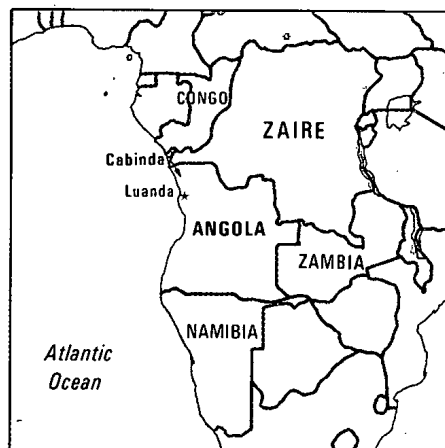 CONGO
ZAIRE
Cabinda
Luanda
ANGOLA
ZAMBIA
NAMIBIA
Atlantic
Ocean